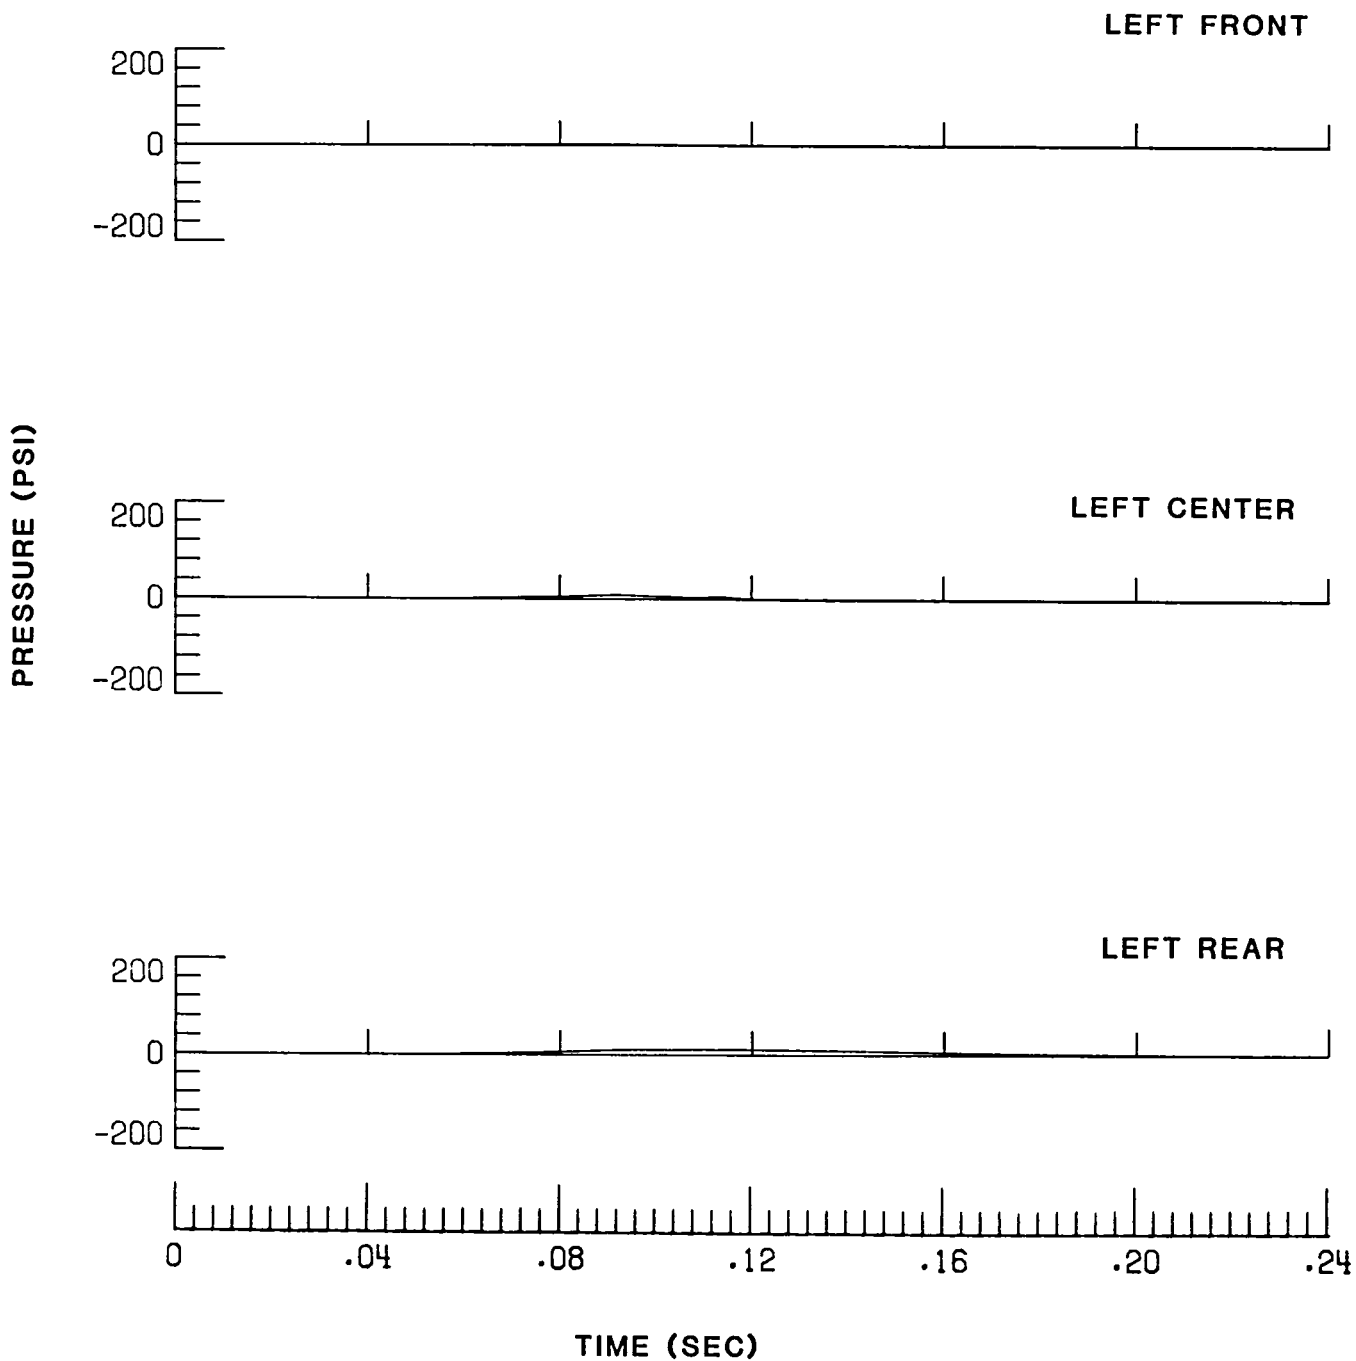 LEFT FRONT
200
0
-200
PRESSURE (PSI)
LEFT CENTER
200
0
-200
LEFT REAR
200
0
-200
0 .04 .08 .12 .16 .20 .24
TIME (SEC)